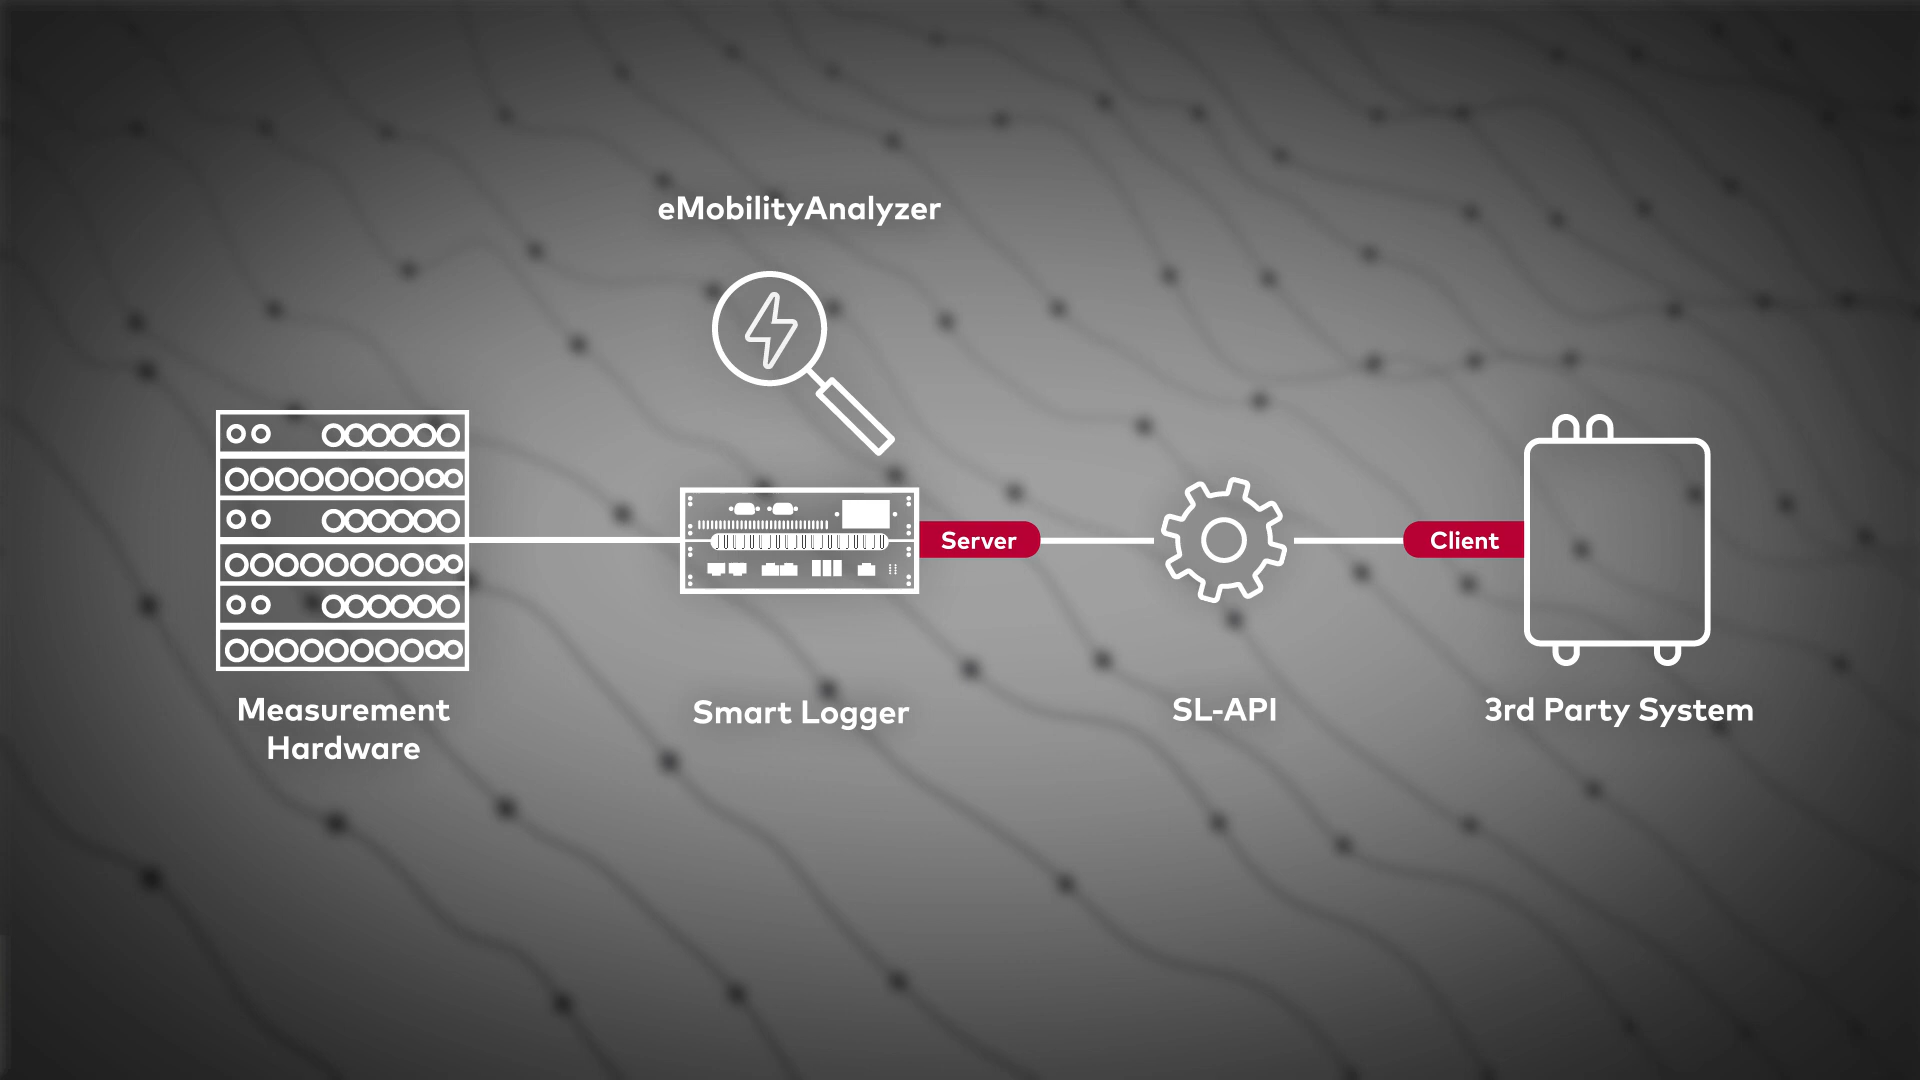 eMobilityAnalyzer
Server
Client
Measurement
Hardware
Smart Logger
SL-API
3rd Party System